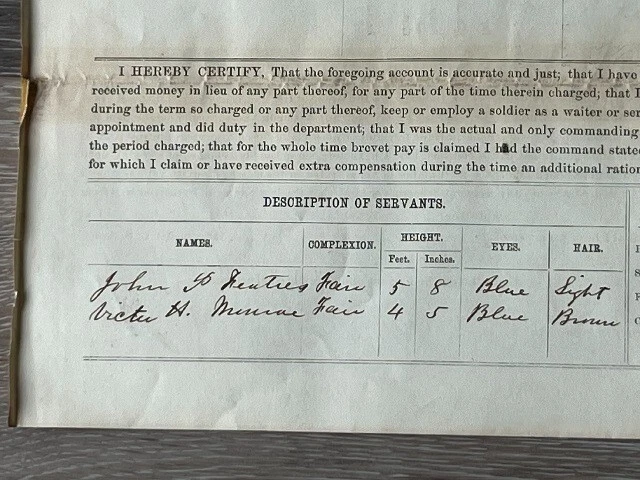 I HEREBY CERTIFY, That the foregoing account is accurate and just; that I have
received money in lieu of any part thereof, for any part of the time therein charged; that I
during the term so charged or any part thereof, keep or employ a soldier as a waiter or ser
appointment and did duty in the department; that I was the actual and only commanding
the period charged; that for the whole time brevet pay is claimed I had the command state
for which I claim or have received extra compensation during the time an additional ration
DESCRIPTION OF SERVANTS.
NAMES. COMPLEXION. HEIGHT. EYES. HAIR.
Feet. Inches.
John Fair 5 8 Blue Light
Victor H. Monroe Fair 4 5 Blue Brown